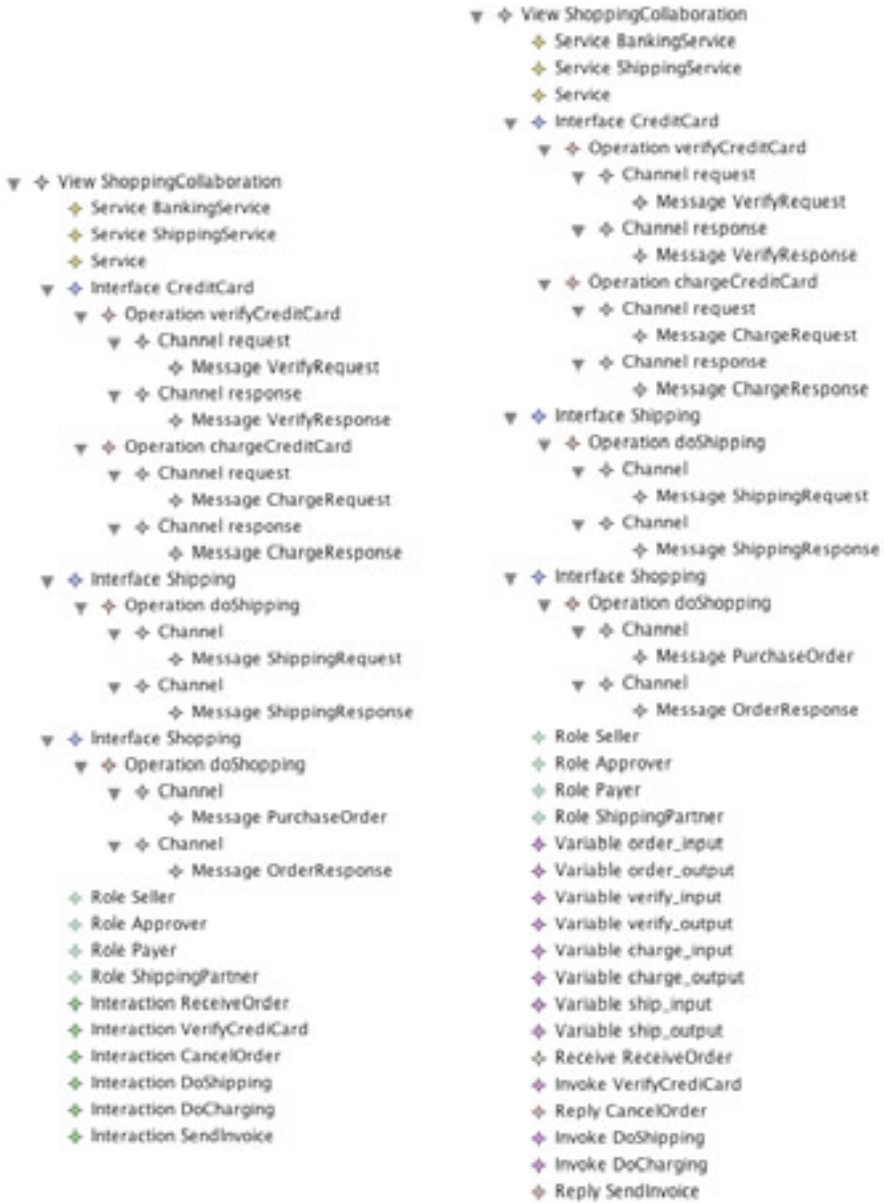 View ShoppingCollaboration
Service BankingService
Service ShippingService
Service
Interface CreditCard
Operation verifyCreditCard
Channel request
Message VerifyRequest
Channel response
Message VerifyResponse
Operation chargeCreditCard
Channel request
Message ChargeRequest
Channel response
Message ChargeResponse
Interface Shipping
Operation doShipping
Channel
Message ShippingRequest
Channel
Message ShippingResponse
Interface Shopping
Operation doShopping
Channel
Message PurchaseOrder
Channel
Message OrderResponse
Role Seller
Role Approver
Role Payer
Role ShippingPartner
Interaction ReceiveOrder
Interaction VerifyCrediCard
Interaction CancelOrder
Interaction DoShipping
Interaction DoCharging
Interaction SendInvoice
View ShoppingCollaboration
Service BankingService
Service ShippingService
Service
Interface CreditCard
Operation verifyCreditCard
Channel request
Message VerifyRequest
Channel response
Message VerifyResponse
Operation chargeCreditCard
Channel request
Message ChargeRequest
Channel response
Message ChargeResponse
Interface Shipping
Operation doShipping
Channel
Message ShippingRequest
Channel
Message ShippingResponse
Interface Shopping
Operation doShopping
Channel
Message PurchaseOrder
Channel
Message OrderResponse
Role Seller
Role Approver
Role Payer
Role ShippingPartner
Variable order_input
Variable order_output
Variable verify_input
Variable verify_output
Variable charge_input
Variable charge_output
Variable ship_input
Variable ship_output
Receive ReceiveOrder
Invoke VerifyCrediCard
Reply CancelOrder
Invoke DoShipping
Invoke DoCharging
Reply SendInvoice